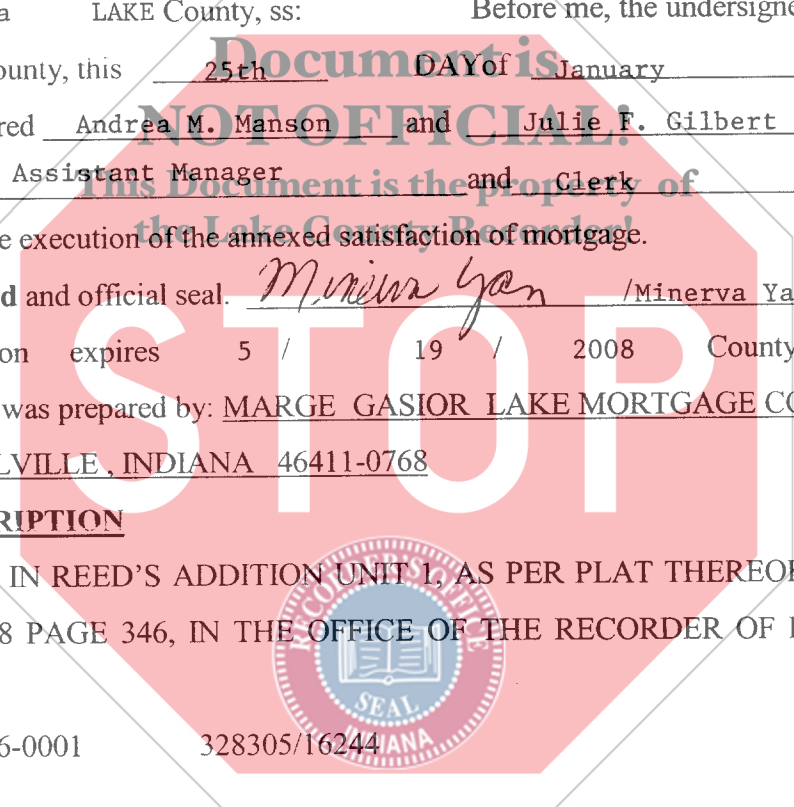 a LAKE County, ss: Before me, the undersigne
ounty, this 25th DAY of January
Document is
red Andrea M. Manson and Julie F. Gilbert
NOT OFFICIAL!
Assistant Manager and Clerk
This Document is the property of
the Lake County Recorder!
e execution of the annexed satisfaction of mortgage.
d and official seal. Minerva Yan /Minerva Ya
on expires 5 / 19 / 2008 County
STOP
was prepared by: MARGE GASIOR LAKE MORTGAGE CO
LVILLE, INDIANA 46411-0768
RIPTION
IN REED'S ADDITION UNIT 1, AS PER PLAT THEREOF
8 PAGE 346, IN THE OFFICE OF THE RECORDER OF
RECORDER'S OFFICE
SEAL
INDIANA
6-0001 328305/16244